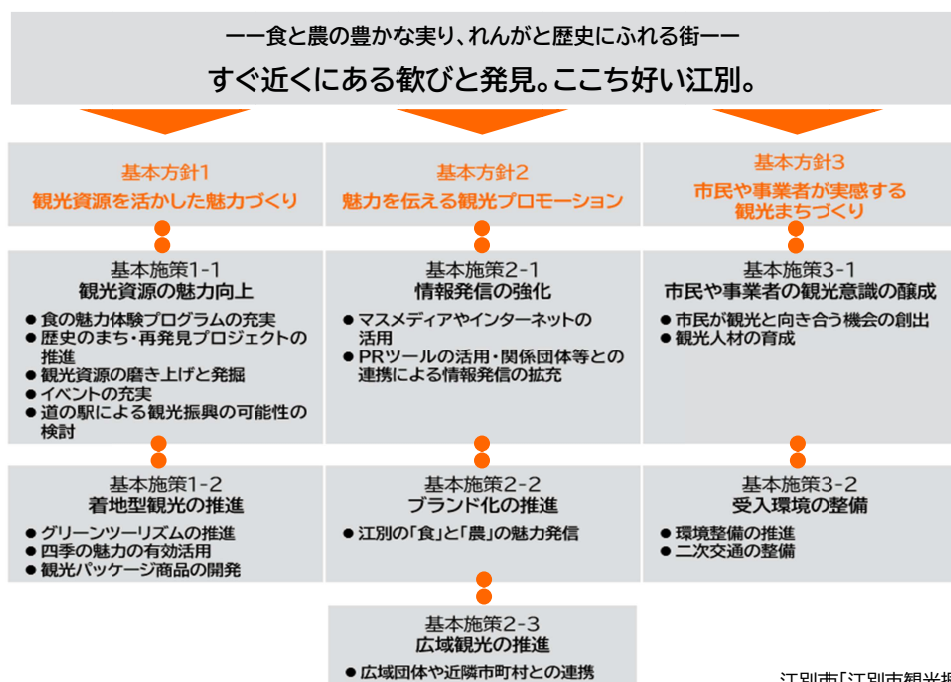 ーー食と農の豊かな実り、れんがと歴史にふれる街ーー
すぐ近くにある歓びと発見。ここち好い江別。
基本方針1
観光資源を活かした魅力づくり
基本施策1-1
観光資源の魅力向上
● 食の魅力体験プログラムの充実
● 歴史のまち・再発見プロジェクトの
推進
● 観光資源の磨き上げと発掘
● イベントの充実
● 道の駅による観光振興の可能性の
検討
基本施策1-2
着地型観光の推進
● グリーンツーリズムの推進
● 四季の魅力の有効活用
● 観光パッケージ商品の開発
基本方針2
魅力を伝える観光プロモーション
基本施策2-1
情報発信の強化
● マスメディアやインターネットの
活用
● PRツールの活用・関係団体等との
連携による情報発信の拡充
基本施策2-2
ブランド化の推進
● 江別の「食」と「農」の魅力発信
基本施策2-3
広域観光の推進
● 広域団体や近隣市町村との連携
基本方針3
市民や事業者が実感する
観光まちづくり
基本施策3-1
市民や事業者の観光意識の醸成
● 市民が観光と向き合う機会の創出
● 観光人材の育成
基本施策3-2
受入環境の整備
● 環境整備の推進
● 二次交通の整備
江別市「江別市観光振